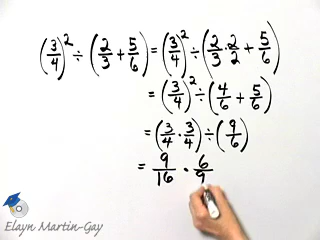 (3/4)² ÷ (2/3 + 5/6) = (3/4)² ÷ (2/3 · 2/2 + 5/6)
= (3/4)² ÷ (4/6 + 5/6)
= (3/4 · 3/4) ÷ (9/6)
= 9/16 · 6/9
Elayn Martin-Gay